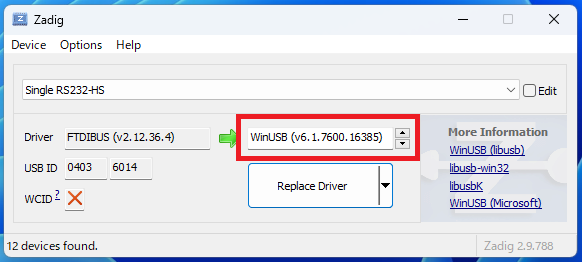 Zadig
Device Options Help
Single RS232-HS
Edit
Driver FTDIBUS (v2.12.36.4) WinUSB (v6.1.7600.16385)
USB ID 0403 6014
WCID ?
Replace Driver
More Information
WinUSB (libusb)
libusb-win32
libusbK
WinUSB (Microsoft)
12 devices found.
Zadig 2.9.788